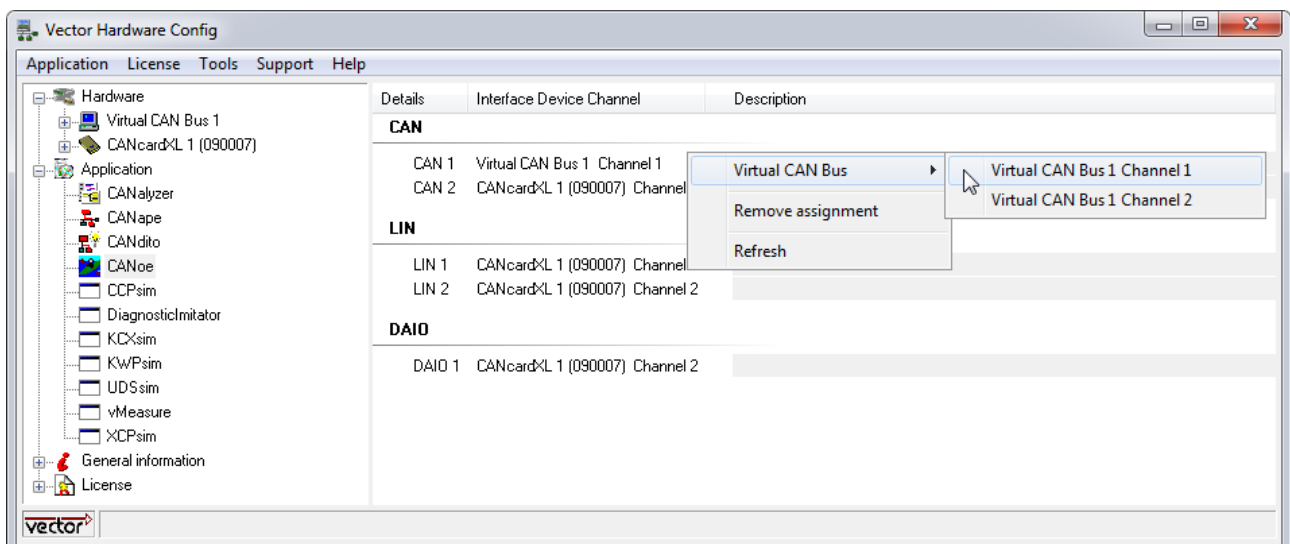 Vector Hardware Config
Application License Tools Support Help
Hardware
Virtual CAN Bus 1
CANcardXL 1 (090007)
Application
CANalyzer
CANape
CANdito
CANoe
CCPsim
DiagnosticImitator
KCXsim
KWPsim
UDSsim
vMeasure
XCPsim
General information
License
Details Interface Device Channel Description
CAN
CAN 1 Virtual CAN Bus 1 Channel 1
CAN 2 CANcardXL 1 (090007) Channel
LIN
LIN 1 CANcardXL 1 (090007) Channel
LIN 2 CANcardXL 1 (090007) Channel 2
DAIO
DAIO 1 CANcardXL 1 (090007) Channel 2
Virtual CAN Bus
Remove assignment
Refresh
Virtual CAN Bus 1 Channel 1
Virtual CAN Bus 1 Channel 2
vector